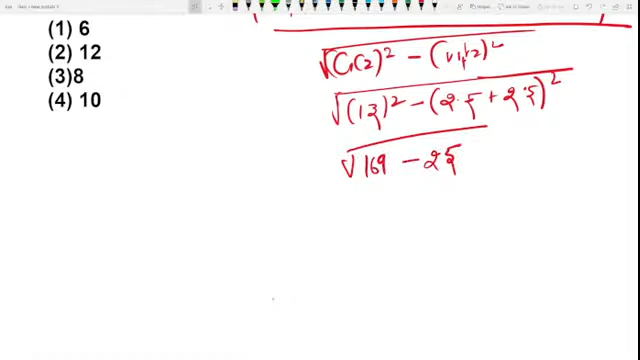 (1) 6
(2) 12
(3)8
(4) 10
√(C₁C₂)² − (r₁+r₂)²
√(13)² − (2.5 + 2.5)²
√169 − 25